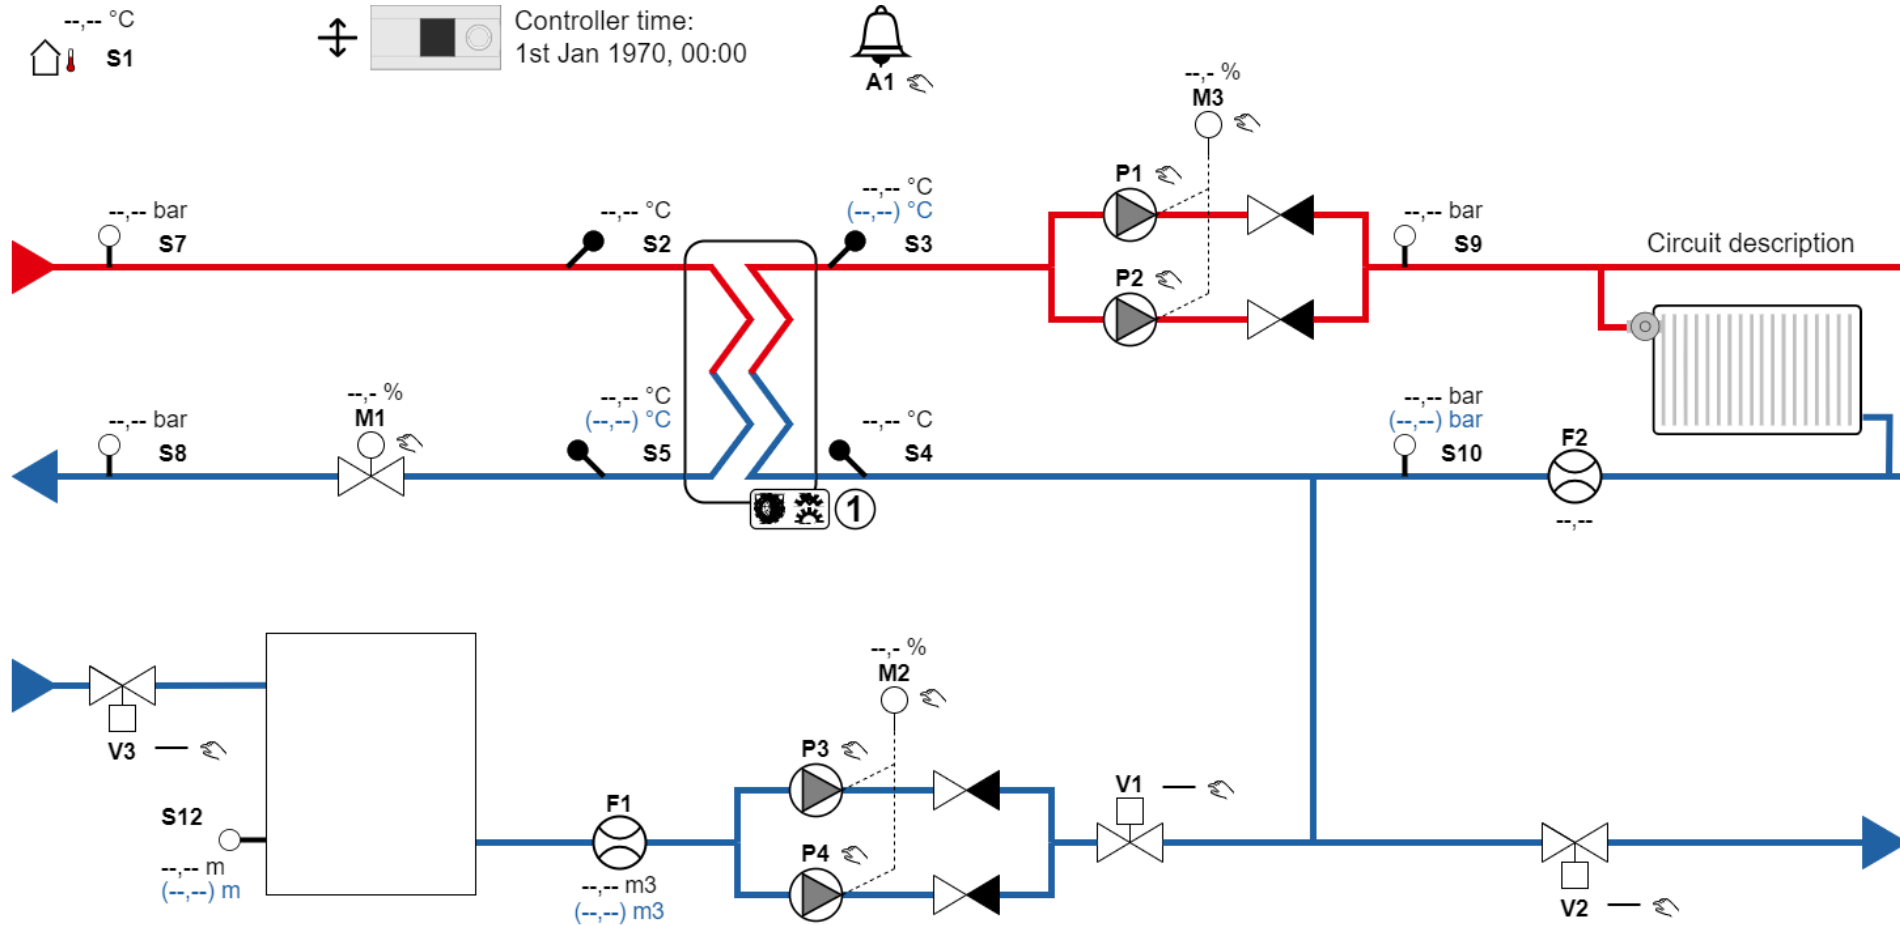 --,-- °C
S1
Controller time:
1st Jan 1970, 00:00
A1
--,- %
M3
P1
--,-- bar
S7
--,-- °C
S2
--,-- °C
(--,--) °C
S3
--,-- bar
S9
Circuit description
P2
--,-- bar
S8
--,- %
M1
--,-- °C
(--,--) °C
S5
--,-- °C
S4
--,-- bar
(--,--) bar
S10
F2
--,--
1
--,- %
M2
V3
P3
S12
--,-- m
(--,--) m
F1
--,-- m3
(--,--) m3
P4
V1
V2